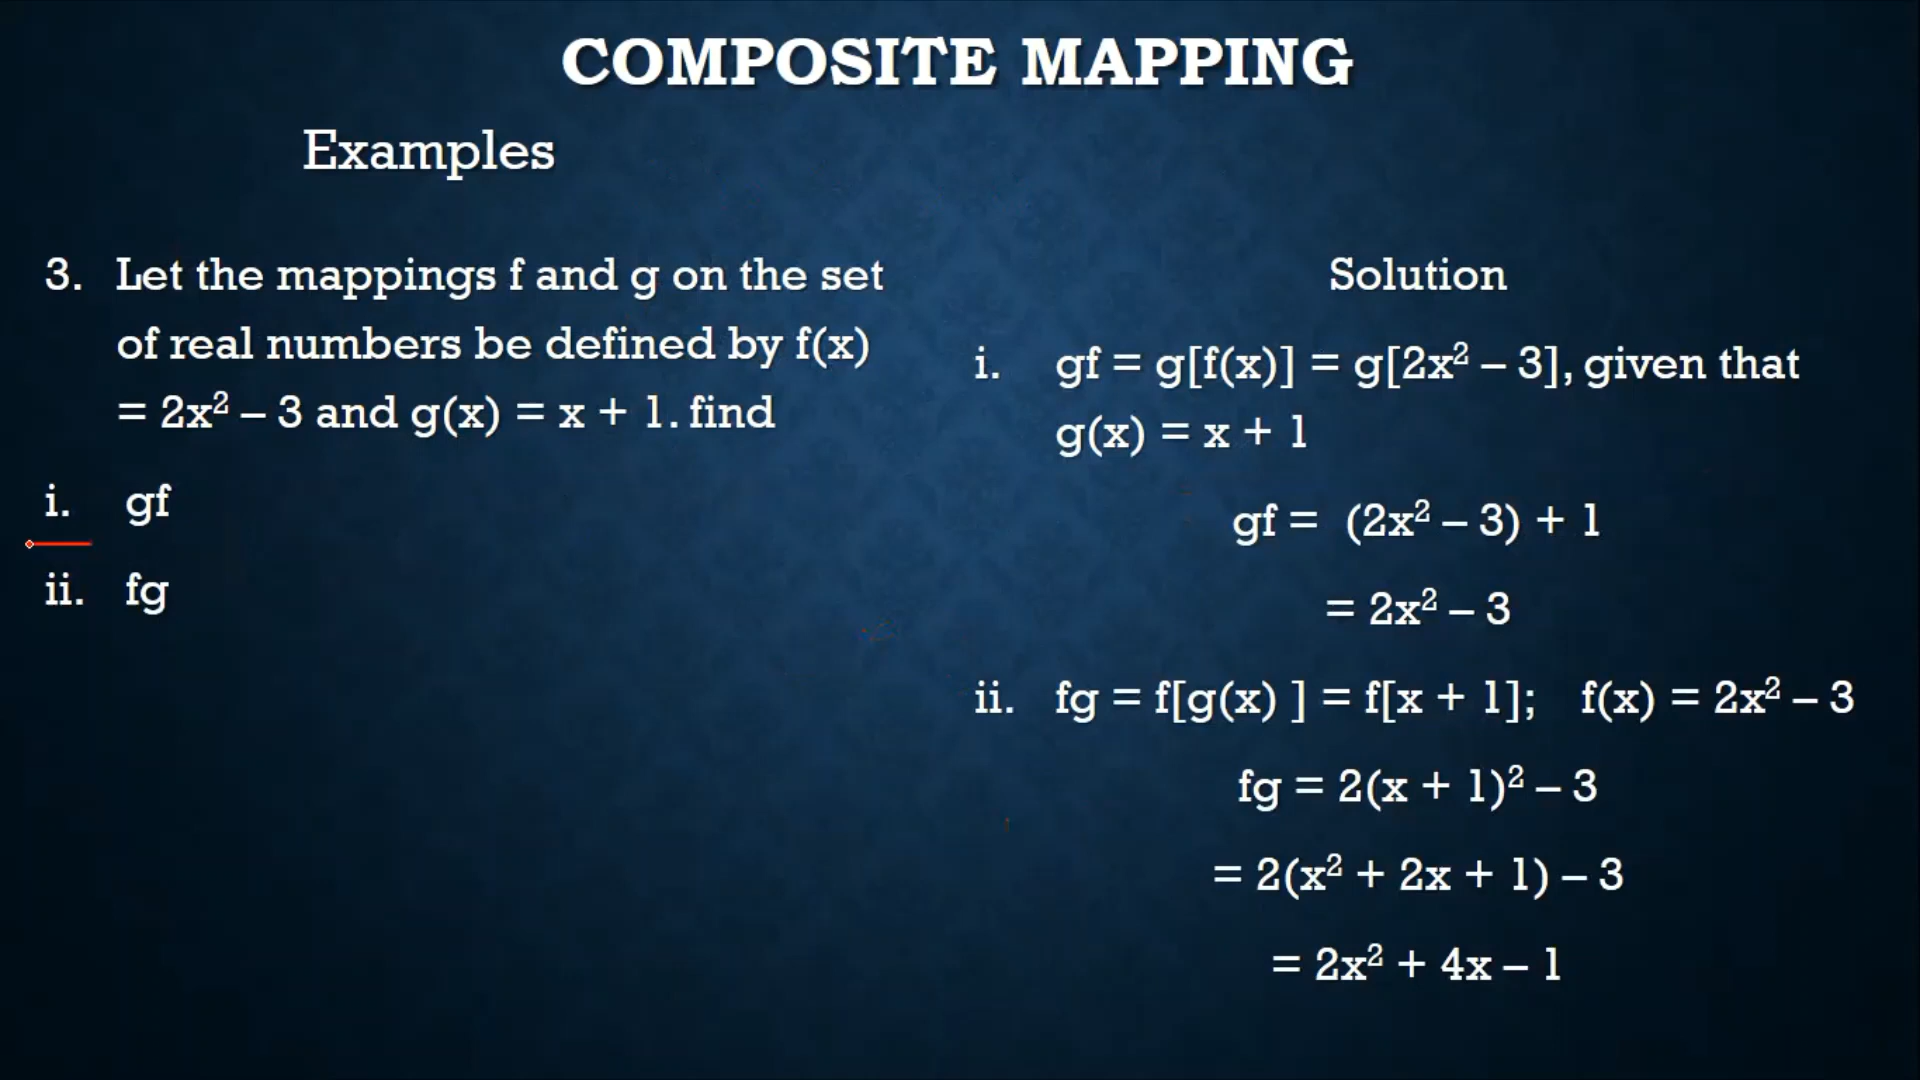 COMPOSITE MAPPING
Examples
3. Let the mappings f and g on the set
of real numbers be defined by f(x)
= 2x² – 3 and g(x) = x + 1. find
i. gf
ii. fg
Solution
i. gf = g[f(x)] = g[2x² – 3], given that
g(x) = x + 1
gf = (2x² – 3) + 1
= 2x² – 3
ii. fg = f[g(x) ] = f[x + 1]; f(x) = 2x² – 3
fg = 2(x + 1)² – 3
= 2(x² + 2x + 1) – 3
= 2x² + 4x – 1